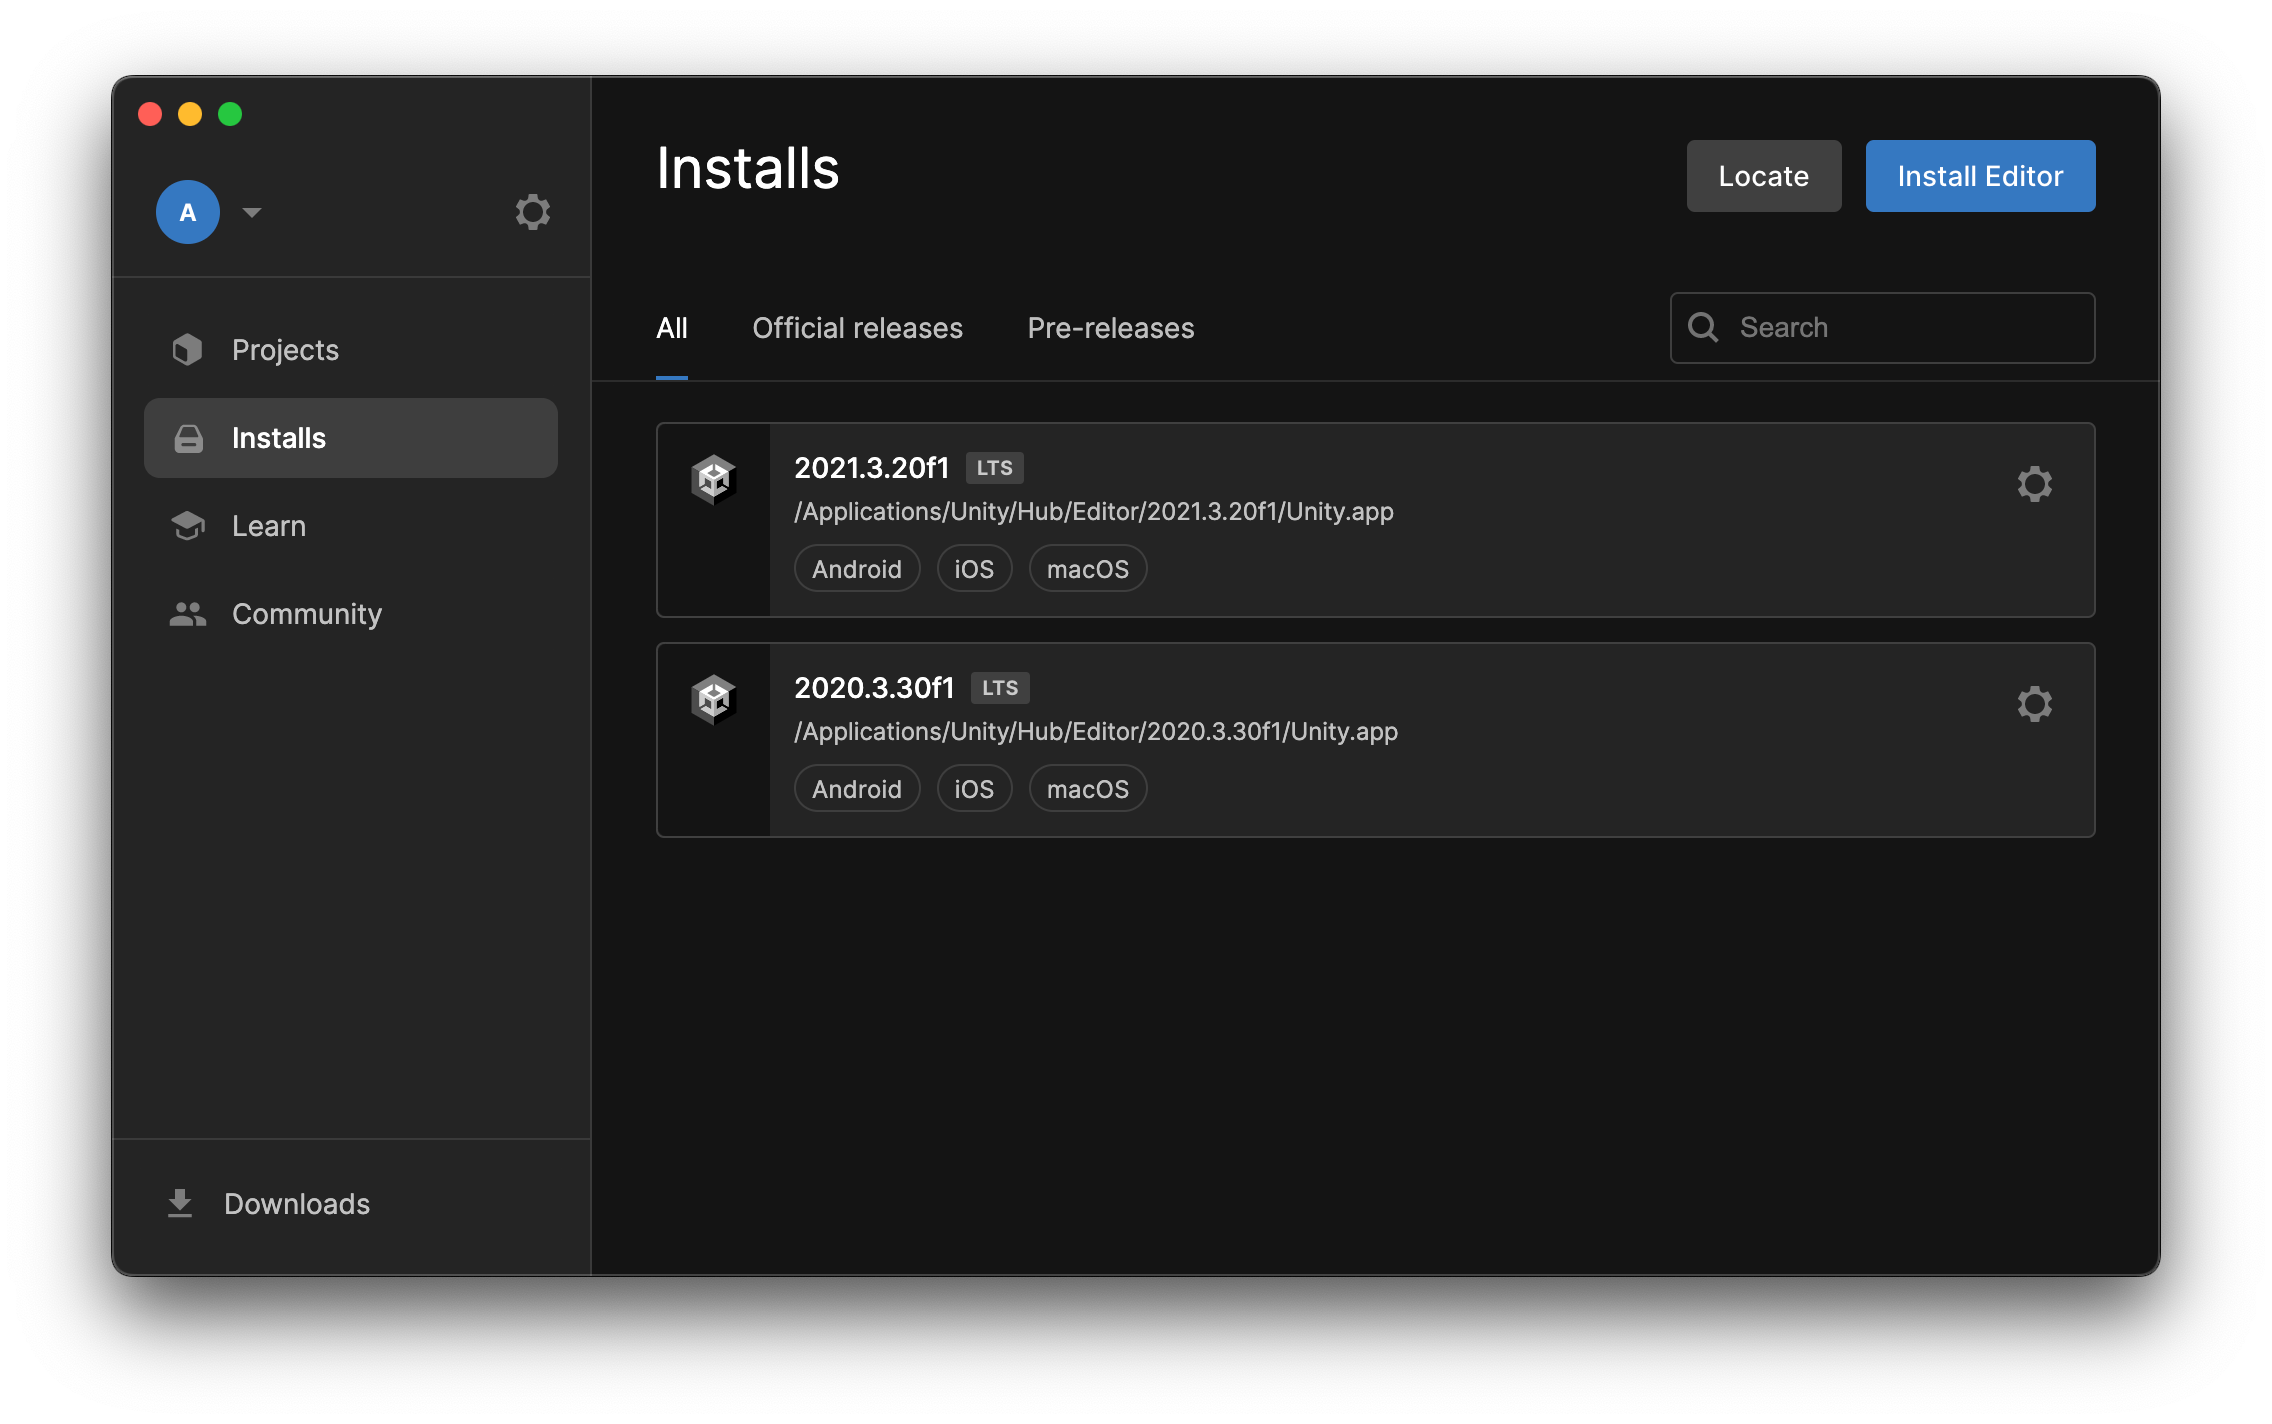 A
Projects
Installs
Learn
Community
Downloads
Installs
Locate
Install Editor
All
Official releases
Pre-releases
Search
2021.3.20f1 LTS
/Applications/Unity/Hub/Editor/2021.3.20f1/Unity.app
Android
iOS
macOS
2020.3.30f1 LTS
/Applications/Unity/Hub/Editor/2020.3.30f1/Unity.app
Android
iOS
macOS